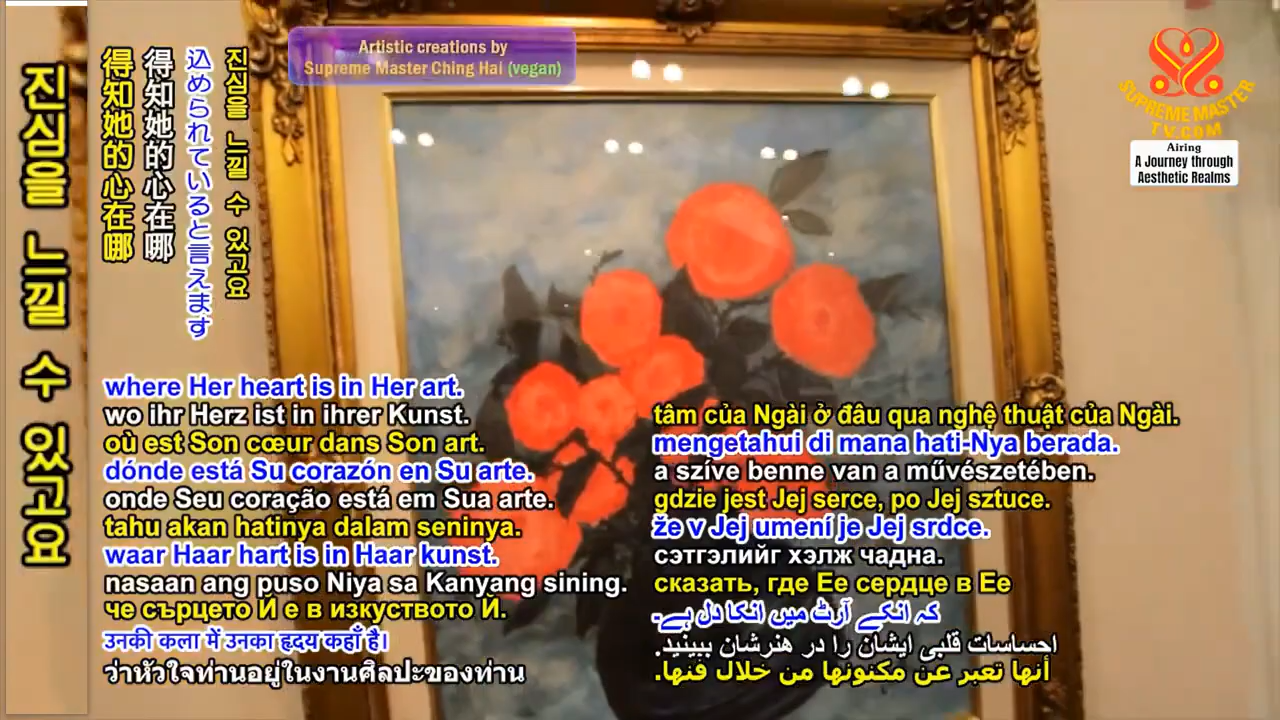 진심을 느낄 수 있고요
得知她的心在哪
得知她的心在哪
込められていると言えます
진심을 느낄 수 있고요
Artistic creations by
Supreme Master Ching Hai (vegan)
SUPREME MASTER
TV.COM
Airing
A Journey through
Aesthetic Realms
where Her heart is in Her art.
wo ihr Herz ist in ihrer Kunst.
où est Son cœur dans Son art.
dónde está Su corazón en Su arte.
onde Seu coração está em Sua arte.
tahu akan hatinya dalam seninya.
waar Haar hart is in Haar kunst.
nasaan ang puso Niya sa Kanyang sining.
че сърцето Й е в изкуството Й.
उनकी कला में उनका हृदय कहाँ है।
ว่าหัวใจท่านอยู่ในงานศิลปะของท่าน
tâm của Ngài ở đâu qua nghệ thuật của Ngài.
mengetahui di mana hati-Nya berada.
a szíve benne van a művészetében.
gdzie jest Jej serce, po Jej sztuce.
že v Jej umení je Jej srdce.
сэтгэлийг хэлж чадна.
сказать, где Ее сердце в Ее
کہ انکے آرٹ میں انکا دل ہے۔
احساسات قلبی ایشان را در هنرشان ببینید.
أنها تعبر عن مكنونها من خلال فنها.